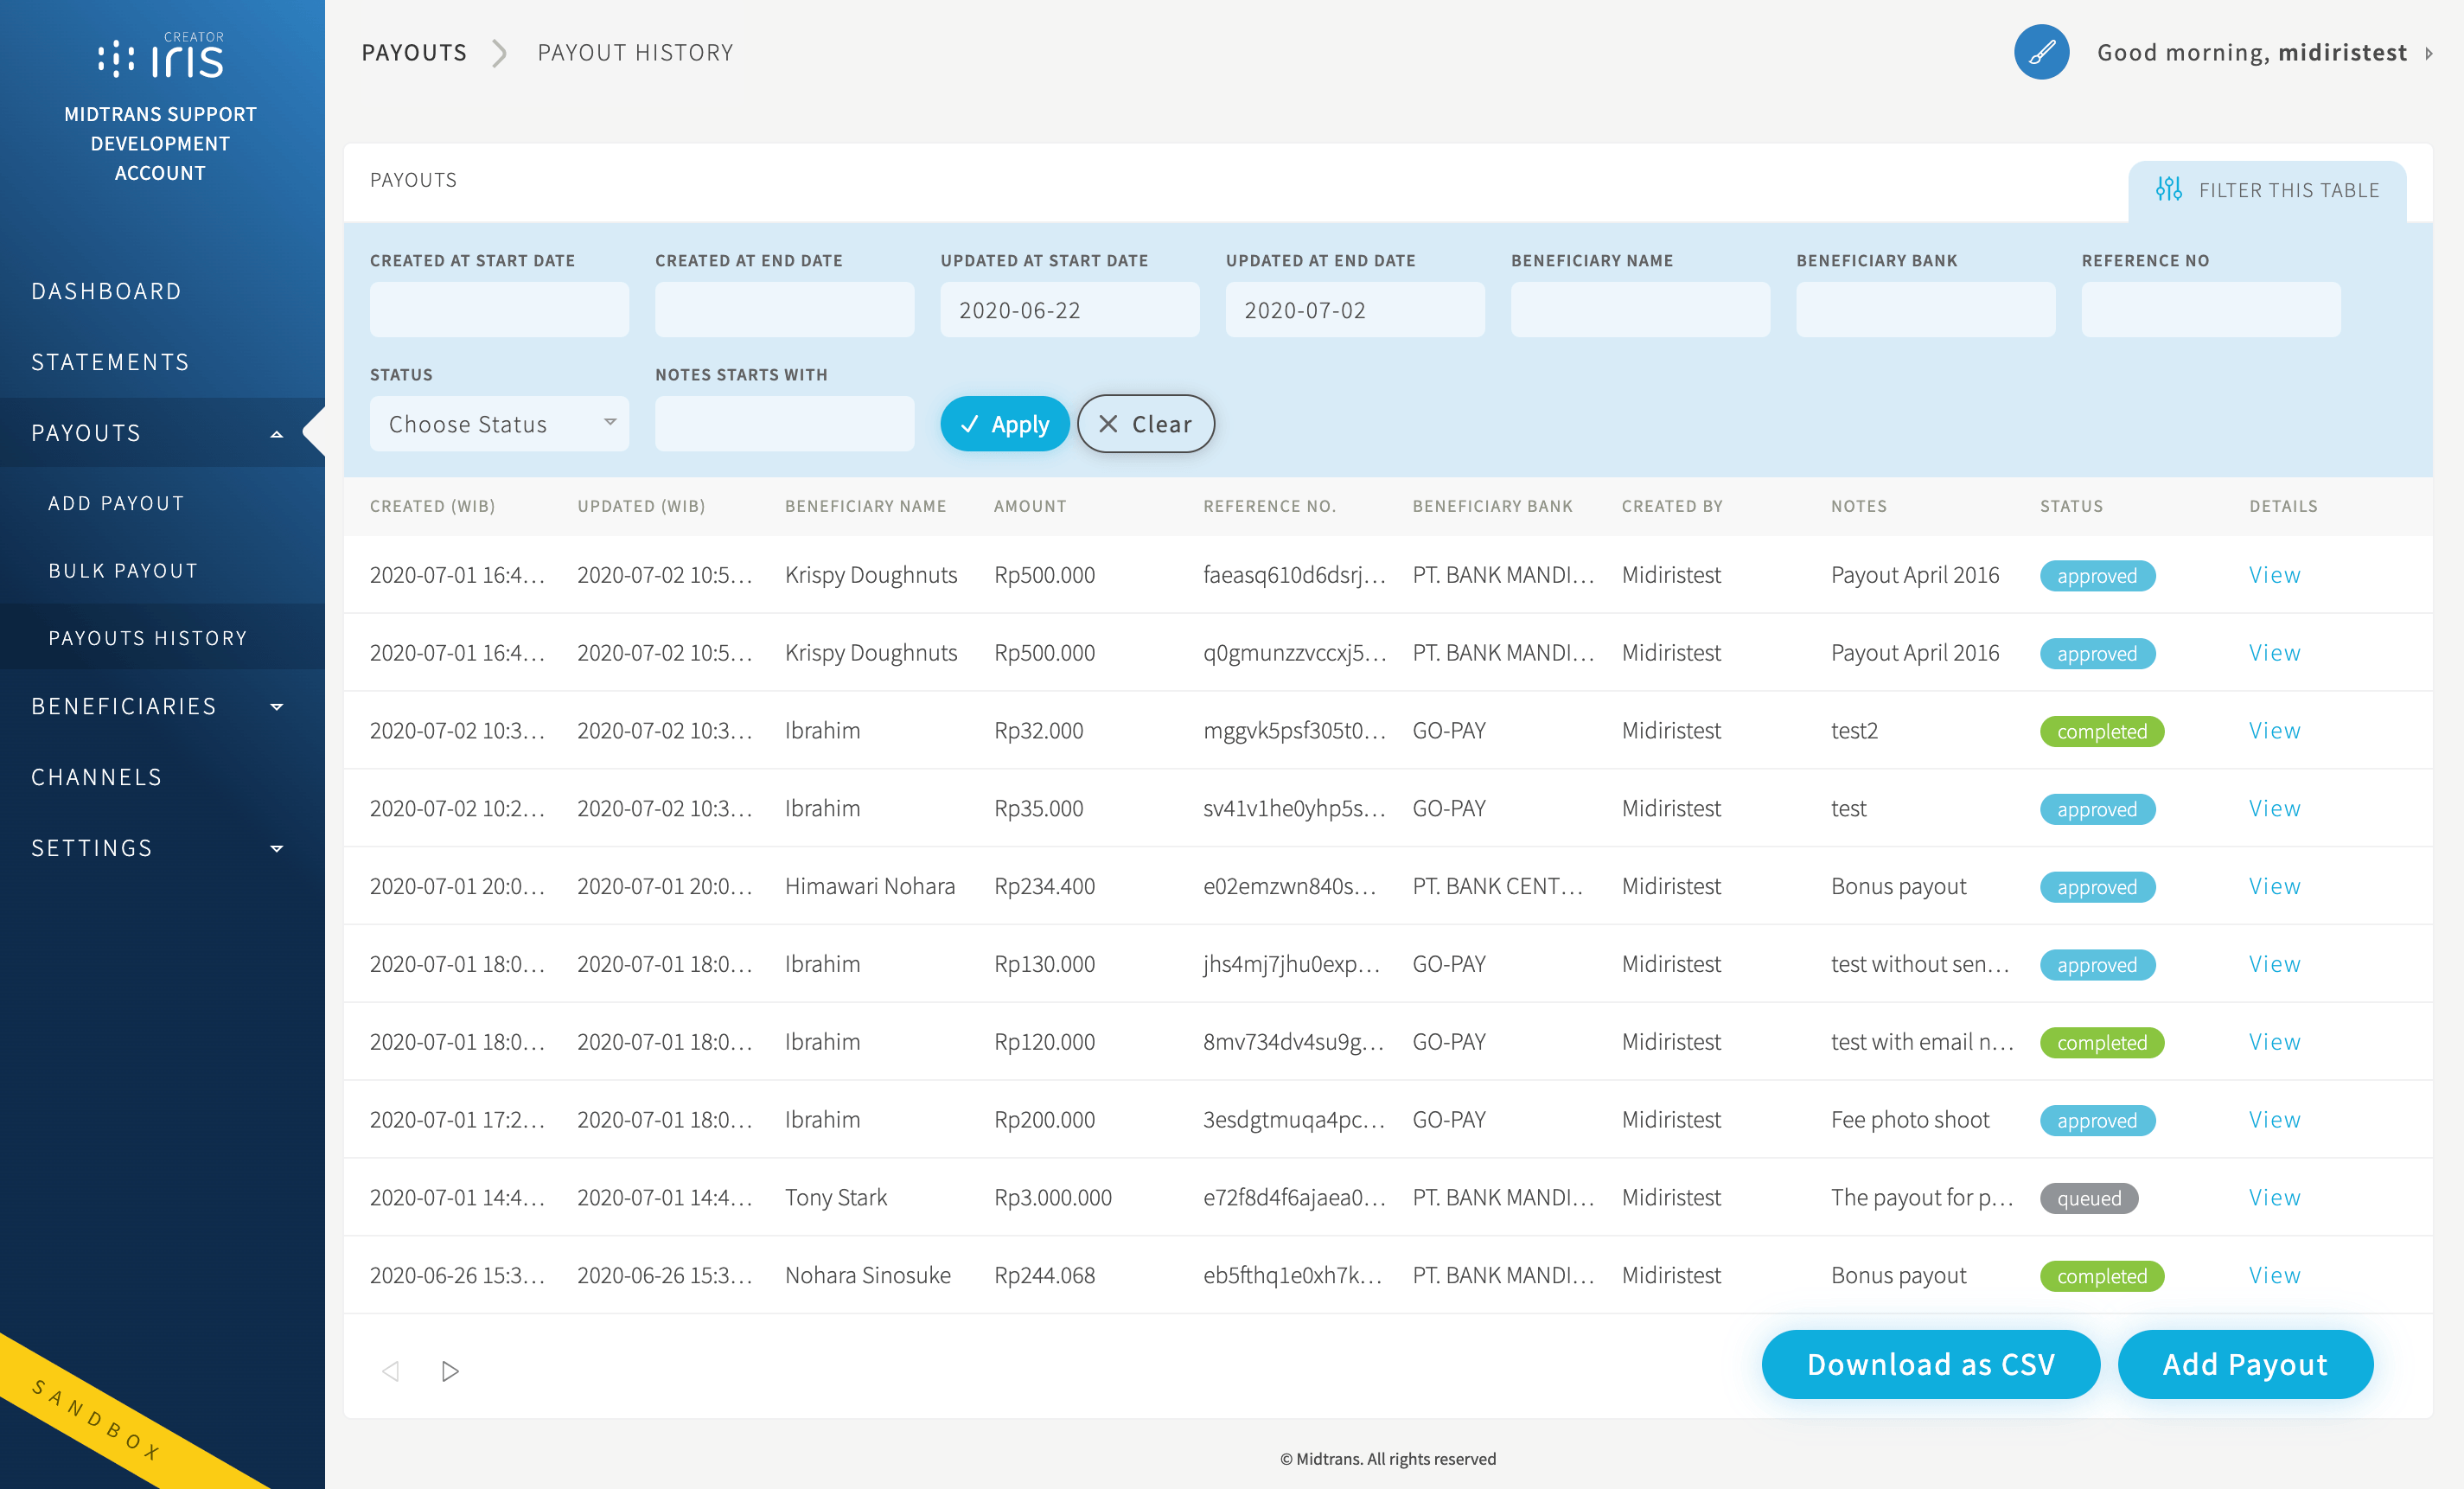 CREATOR
iris
MIDTRANS SUPPORT
DEVELOPMENT
ACCOUNT
DASHBOARD
STATEMENTS
PAYOUTS
ADD PAYOUT
BULK PAYOUT
PAYOUTS HISTORY
BENEFICIARIES
CHANNELS
SETTINGS
SANDBOX
PAYOUTS PAYOUT HISTORY
Good morning, midiristest
PAYOUTS
FILTER THIS TABLE
CREATED AT START DATE CREATED AT END DATE UPDATED AT START DATE UPDATED AT END DATE BENEFICIARY NAME BENEFICIARY BANK REFERENCE NO
2020-06-22 2020-07-02
STATUS NOTES STARTS WITH
Choose Status Apply Clear
CREATED (WIB) UPDATED (WIB) BENEFICIARY NAME AMOUNT REFERENCE NO. BENEFICIARY BANK CREATED BY NOTES STATUS DETAILS
2020-07-01 16:4... 2020-07-02 10:5... Krispy Doughnuts Rp500.000 faeasq610d6dsrj... PT. BANK MANDI... Midiristest Payout April 2016 approved View
2020-07-01 16:4... 2020-07-02 10:5... Krispy Doughnuts Rp500.000 q0gmunzzvccxj5... PT. BANK MANDI... Midiristest Payout April 2016 approved View
2020-07-02 10:3... 2020-07-02 10:3... Ibrahim Rp32.000 mggvk5psf305t0... GO-PAY Midiristest test2 completed View
2020-07-02 10:2... 2020-07-02 10:3... Ibrahim Rp35.000 sv41v1he0yhp5s... GO-PAY Midiristest test approved View
2020-07-01 20:0... 2020-07-01 20:0... Himawari Nohara Rp234.400 e02emzwn840s... PT. BANK CENT... Midiristest Bonus payout approved View
2020-07-01 18:0... 2020-07-01 18:0... Ibrahim Rp130.000 jhs4mj7jhu0exp... GO-PAY Midiristest test without sen... approved View
2020-07-01 18:0... 2020-07-01 18:0... Ibrahim Rp120.000 8mv734dv4su9g... GO-PAY Midiristest test with email n... completed View
2020-07-01 17:2... 2020-07-01 18:0... Ibrahim Rp200.000 3esdgtmuqa4pc... GO-PAY Midiristest Fee photo shoot approved View
2020-07-01 14:4... 2020-07-01 14:4... Tony Stark Rp3.000.000 e72f8d4f6ajaea0... PT. BANK MANDI... Midiristest The payout for p... queued View
2020-06-26 15:3... 2020-06-26 15:3... Nohara Sinosuke Rp244.068 eb5fthq1e0xh7k... PT. BANK MANDI... Midiristest Bonus payout completed View
Download as CSV Add Payout
© Midtrans. All rights reserved